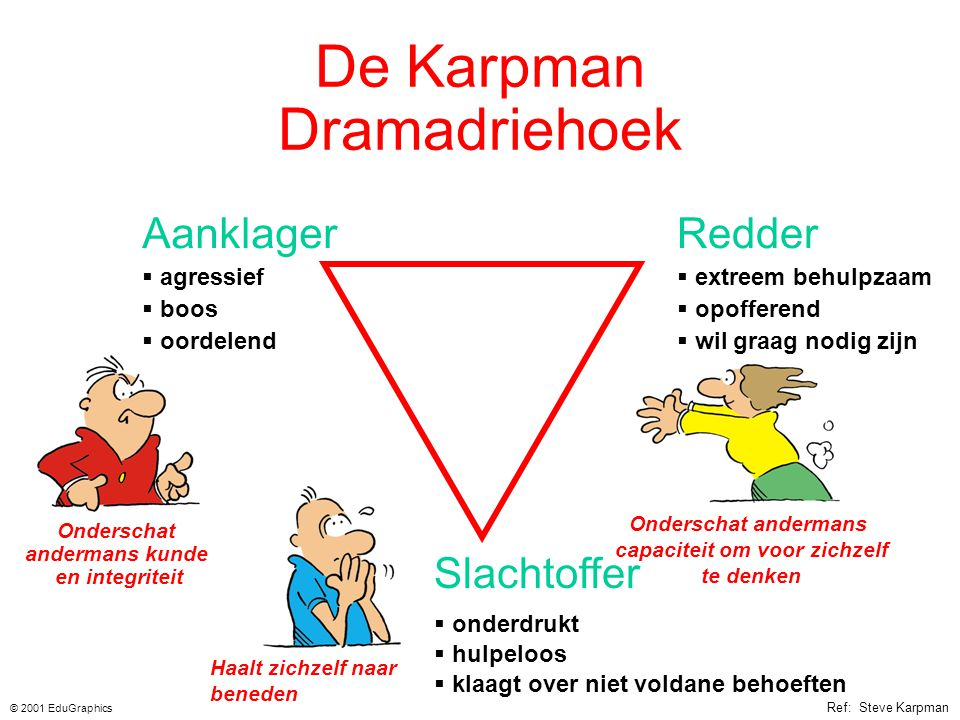 De Karpman
Dramadriehoek
Aanklager
▪ agressief
▪ boos
▪ oordelend
Redder
▪ extreem behulpzaam
▪ opofferend
▪ wil graag nodig zijn
Onderschat
andermans kunde
en integriteit
Onderschat andermans
capaciteit om voor zichzelf
te denken
Slachtoffer
▪ onderdrukt
▪ hulpeloos
▪ klaagt over niet voldane behoeften
Haalt zichzelf naar
beneden
© 2001 EduGraphics
Ref: Steve Karpman